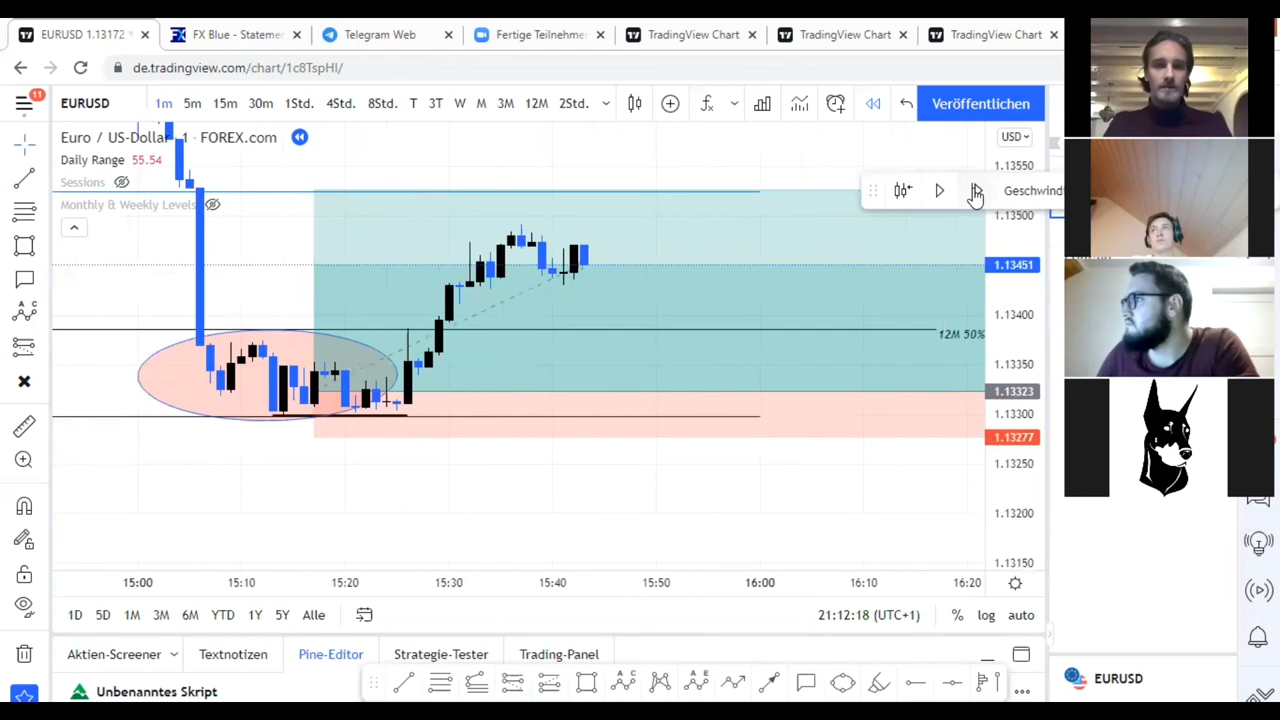 EURUSD 1.13172
FX Blue - Stateme
Telegram Web
Fertige Teilnehme
TradingView Chart
TradingView Chart
TradingView Chart
de.tradingview.com/chart/1c8TspHI/
11
EURUSD
1m 5m 15m 30m 1Std. 4Std. 8Std. T 3T W M 3M 12M 2Std.
Veröffentlichen
Euro / US-Dollar · 1 · FOREX.com
USD
Daily Range 55.54
Sessions
Monthly & Weekly Levels
Geschwind
1.13550
1.13500
1.13451
1.13400
12M 50%
1.13350
1.13323
1.13300
1.13277
1.13250
1.13200
1.13150
15:00 15:10 15:20 15:30 15:40 15:50 16:00 16:10 16:20
1D 5D 1M 3M 6M YTD 1Y 5Y Alle
21:12:18 (UTC+1) % log auto
Aktien-Screener Textnotizen Pine-Editor Strategie-Tester Trading-Panel
Unbenanntes Skript
EURUSD